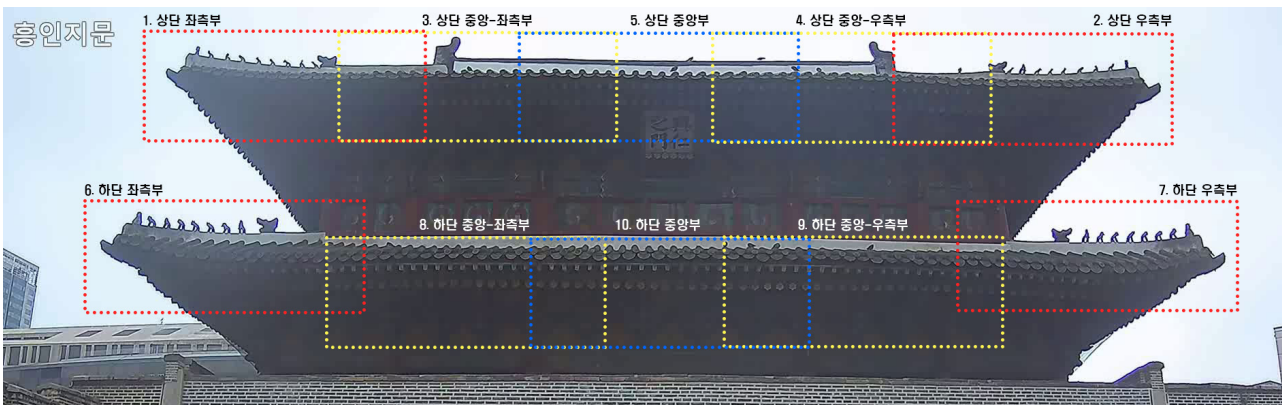 흥인지문
1. 상단 좌측부
3. 상단 중앙-좌측부
5. 상단 중앙부
4. 상단 중앙-우측부
2. 상단 우측부
6. 하단 좌측부
7. 하단 우측부
8. 하단 중앙-좌측부
10. 하단 중앙부
9. 하단 중앙-우측부